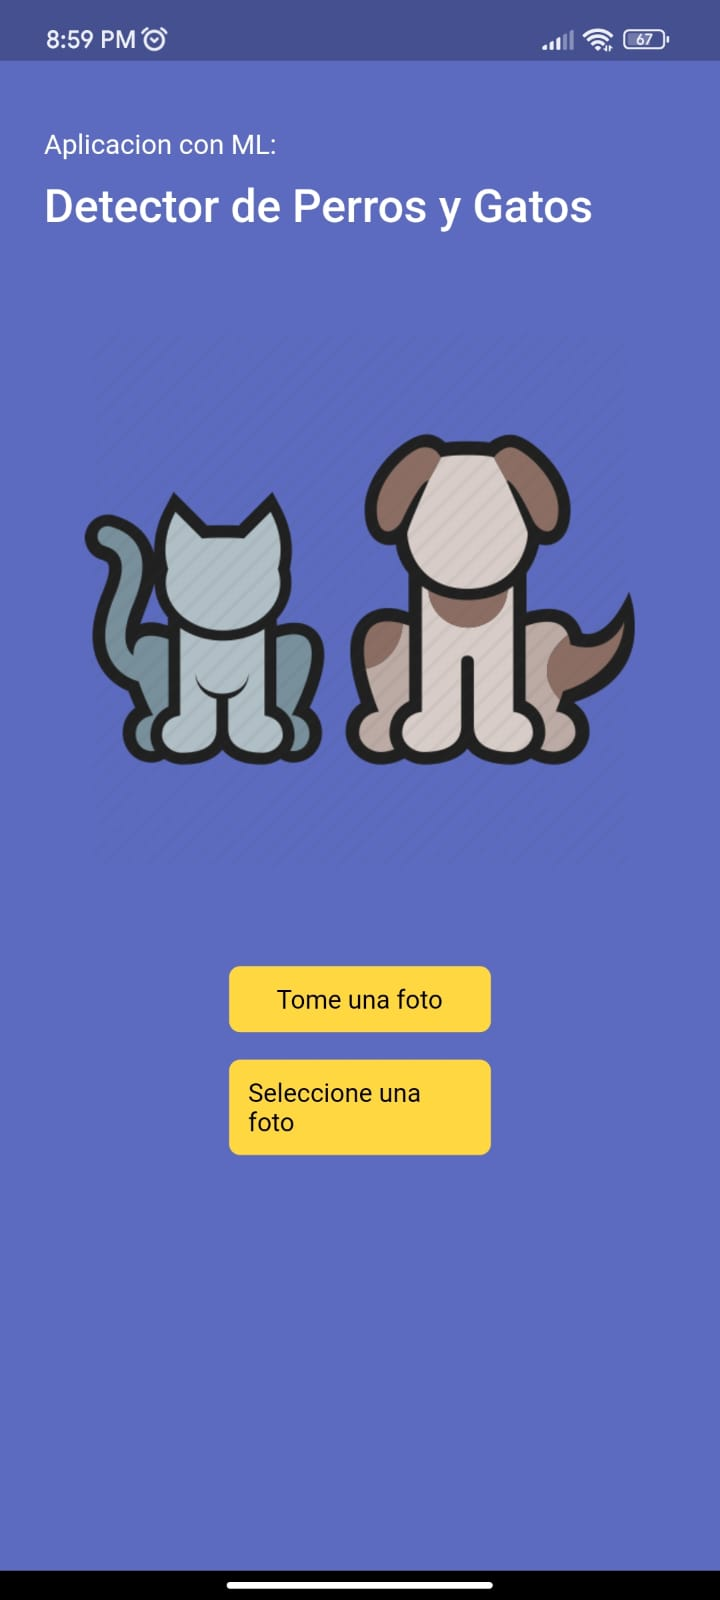 8:59 PM
67
Aplicacion con ML:
Detector de Perros y Gatos
Tome una foto
Seleccione una
foto